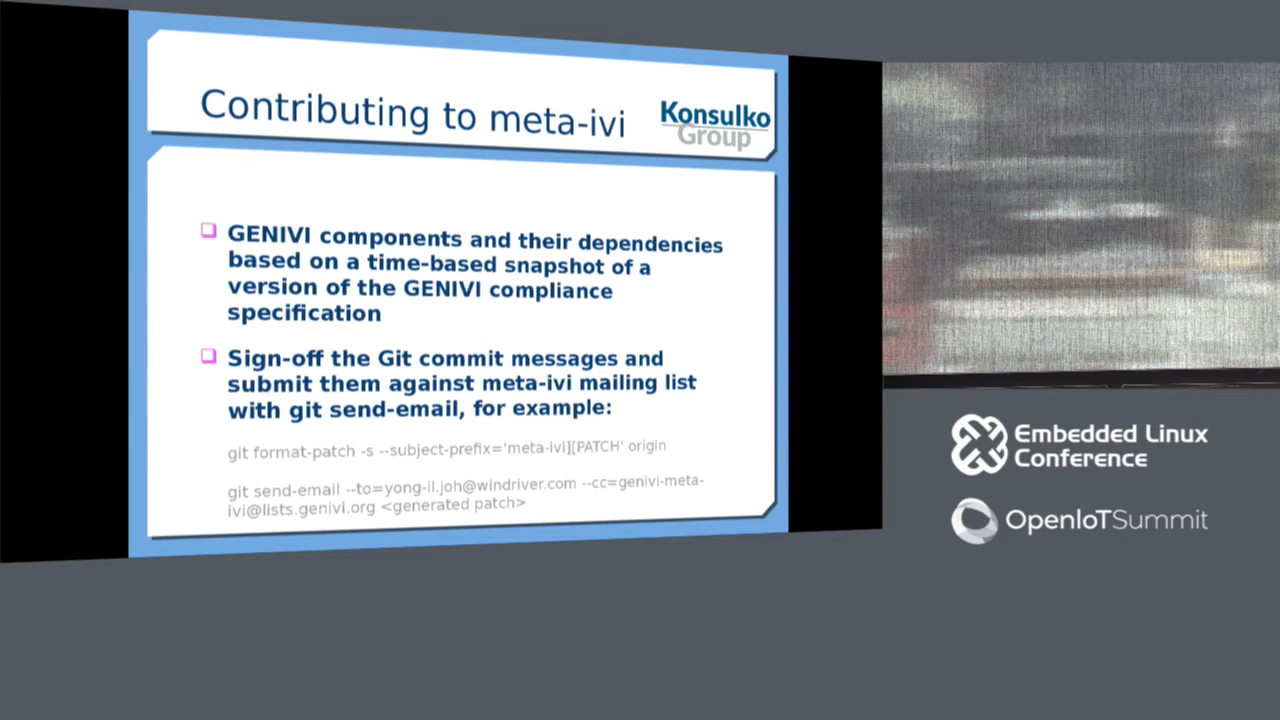 Contributing to meta-ivi
Konsulko
Group
GENIVI components and their dependencies
based on a time-based snapshot of a
version of the GENIVI compliance
specification
Sign-off the Git commit messages and
submit them against meta-ivi mailing list
with git send-email, for example:
git format-patch -s --subject-prefix='meta-ivi][PATCH' origin
git send-email --to=yong-il.joh@windriver.com --cc=genivi-meta-
ivi@lists.genivi.org <generated patch>
Embedded Linux
Conference
OpenIoTSummit